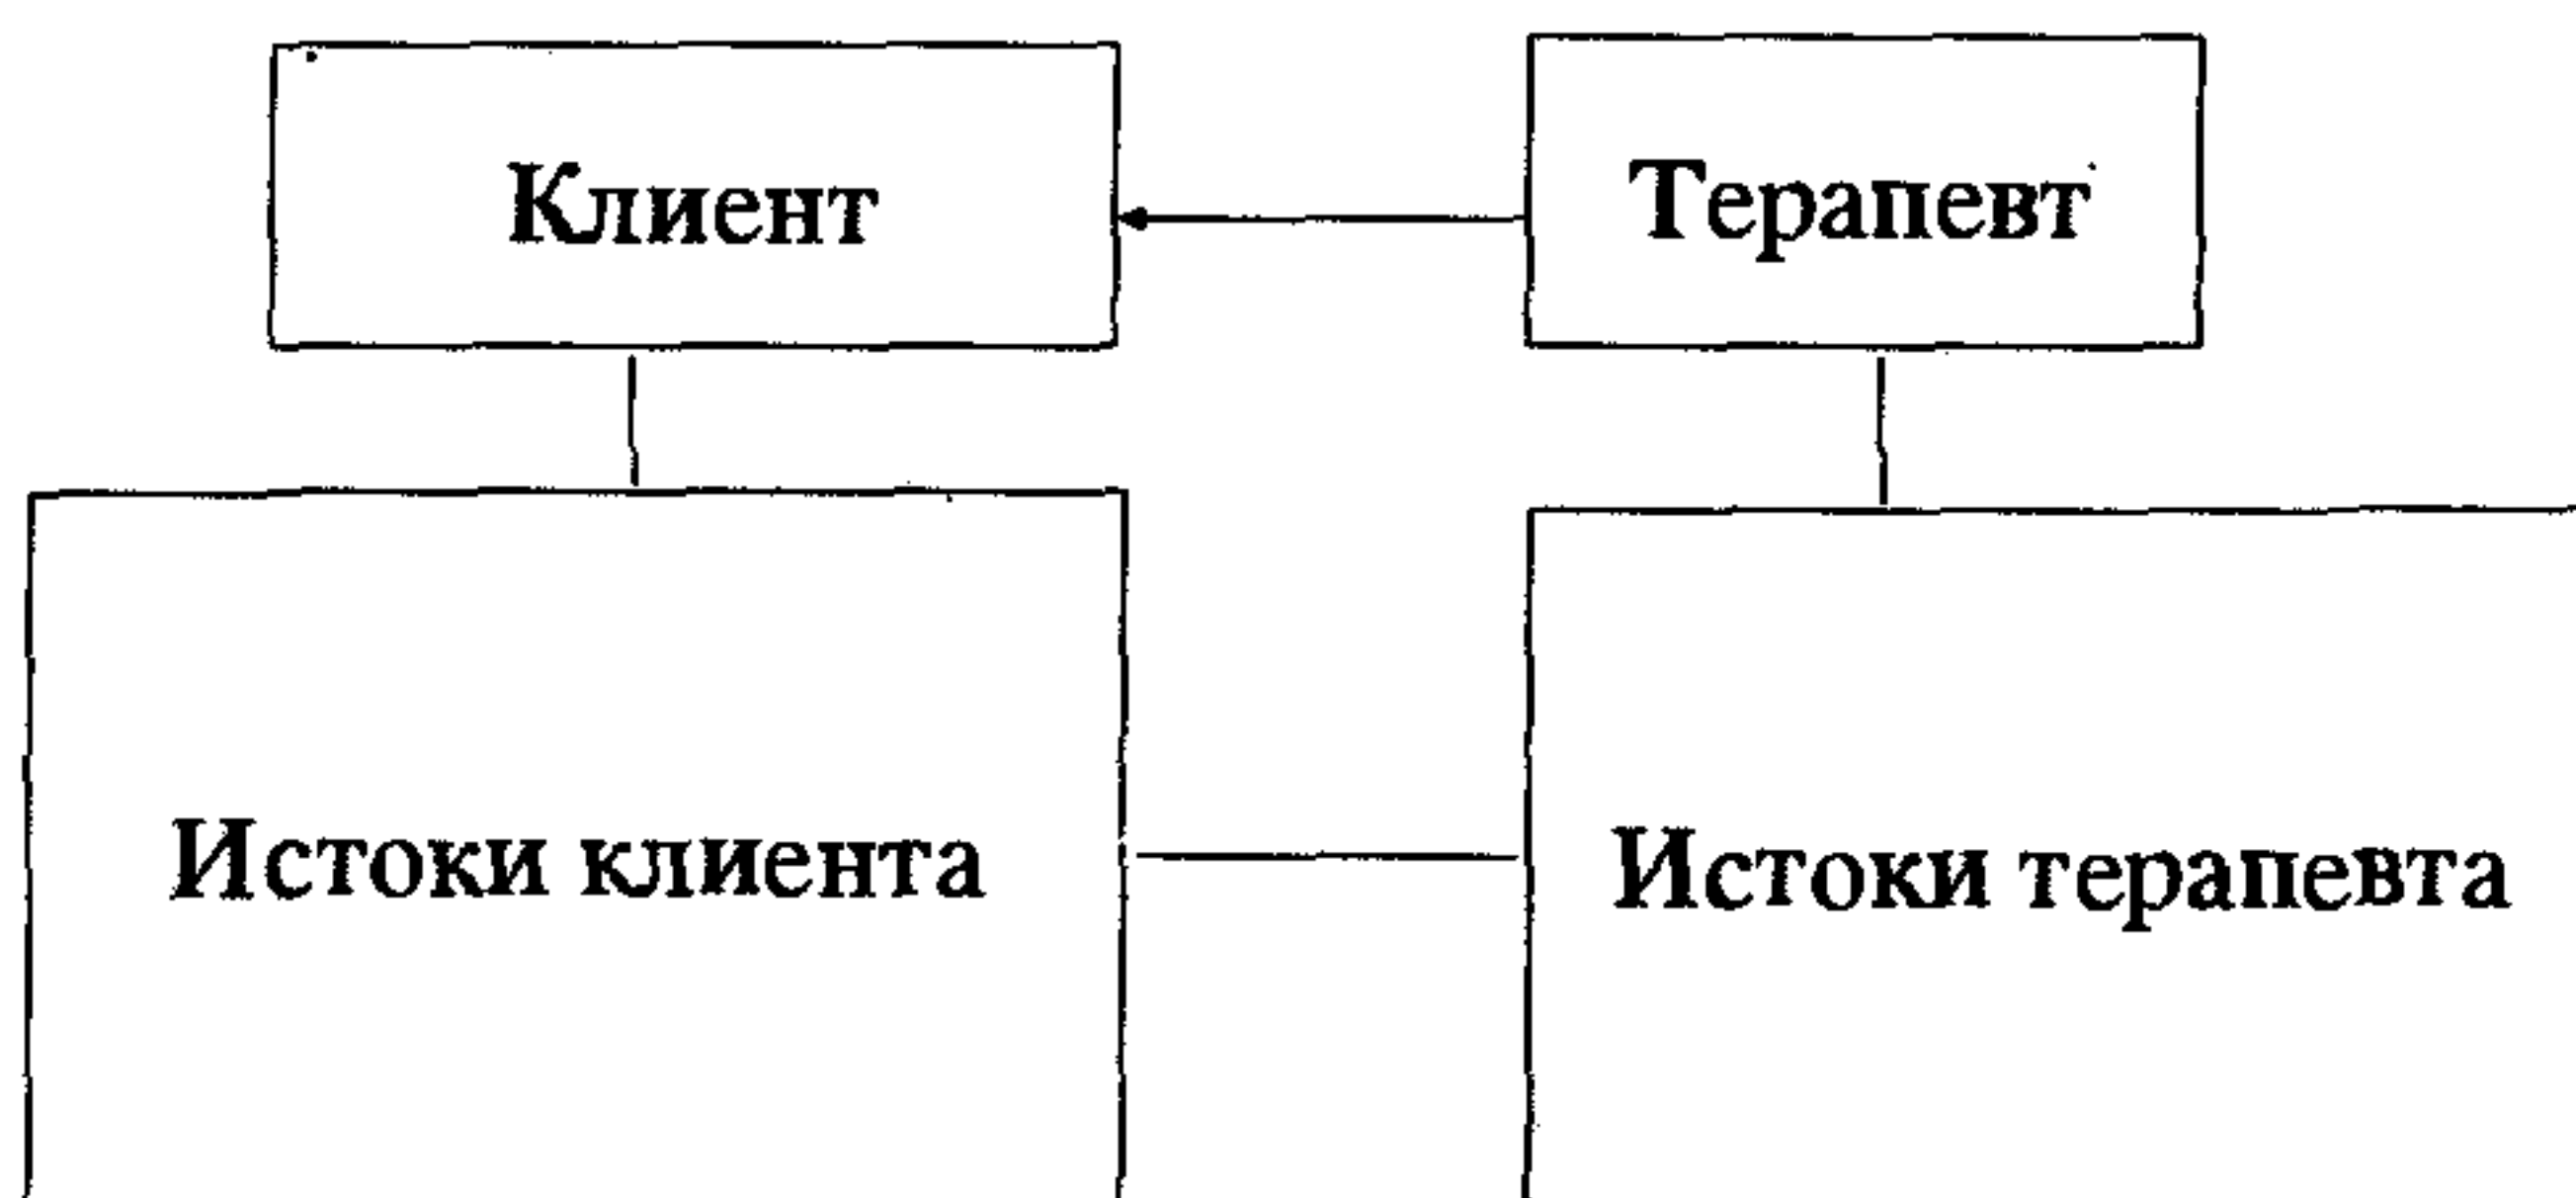 Клиент
Терапевт
Истоки клиента
Истоки терапевта